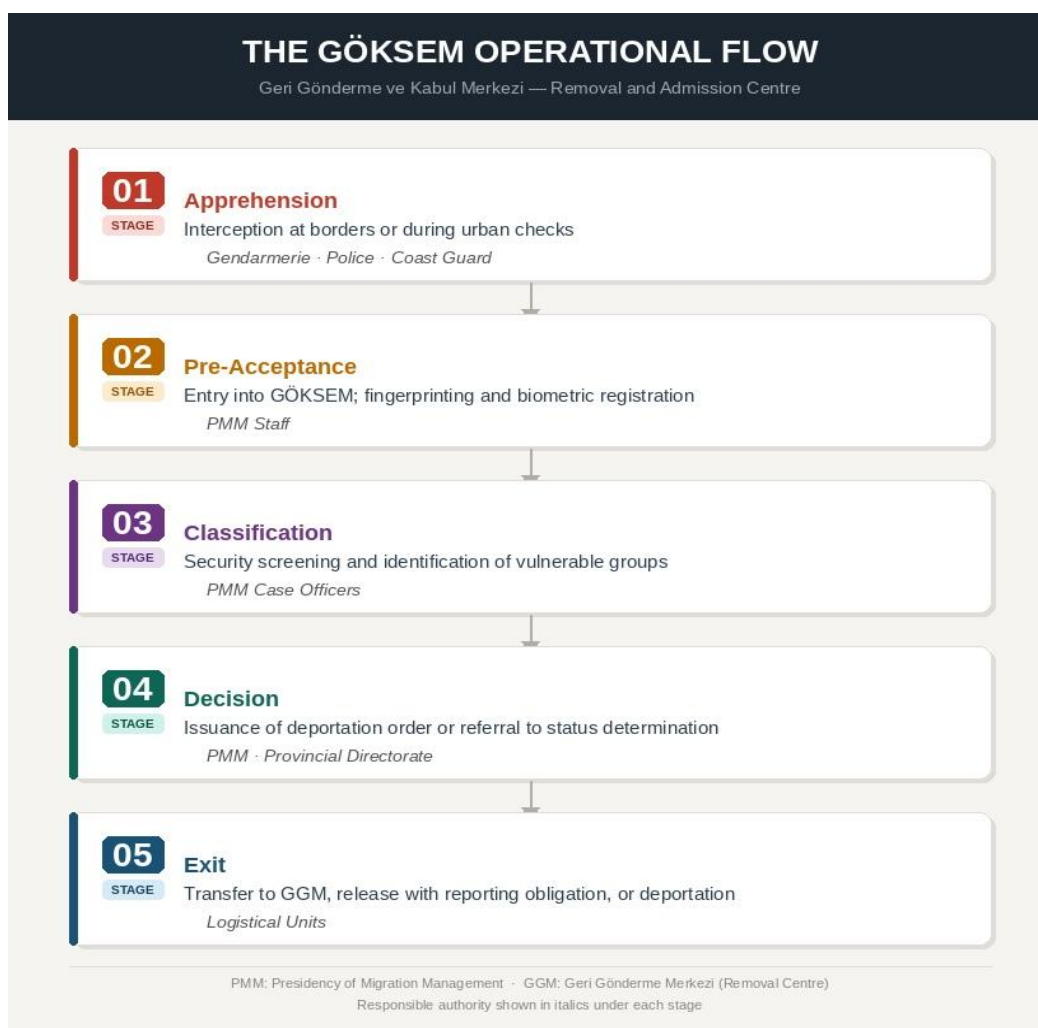 THE GÖKSEM OPERATIONAL FLOW
Geri Gönderme ve Kabul Merkezi — Removal and Admission Centre
01
STAGE
Apprehension
Interception at borders or during urban checks
Gendarmerie · Police · Coast Guard
02
STAGE
Pre-Acceptance
Entry into GÖKSEM; fingerprinting and biometric registration
PMM Staff
03
STAGE
Classification
Security screening and identification of vulnerable groups
PMM Case Officers
04
STAGE
Decision
Issuance of deportation order or referral to status determination
PMM · Provincial Directorate
05
STAGE
Exit
Transfer to GGM, release with reporting obligation, or deportation
Logistical Units
PMM: Presidency of Migration Management · GGM: Geri Gönderme Merkezi (Removal Centre)
Responsible authority shown in italics under each stage